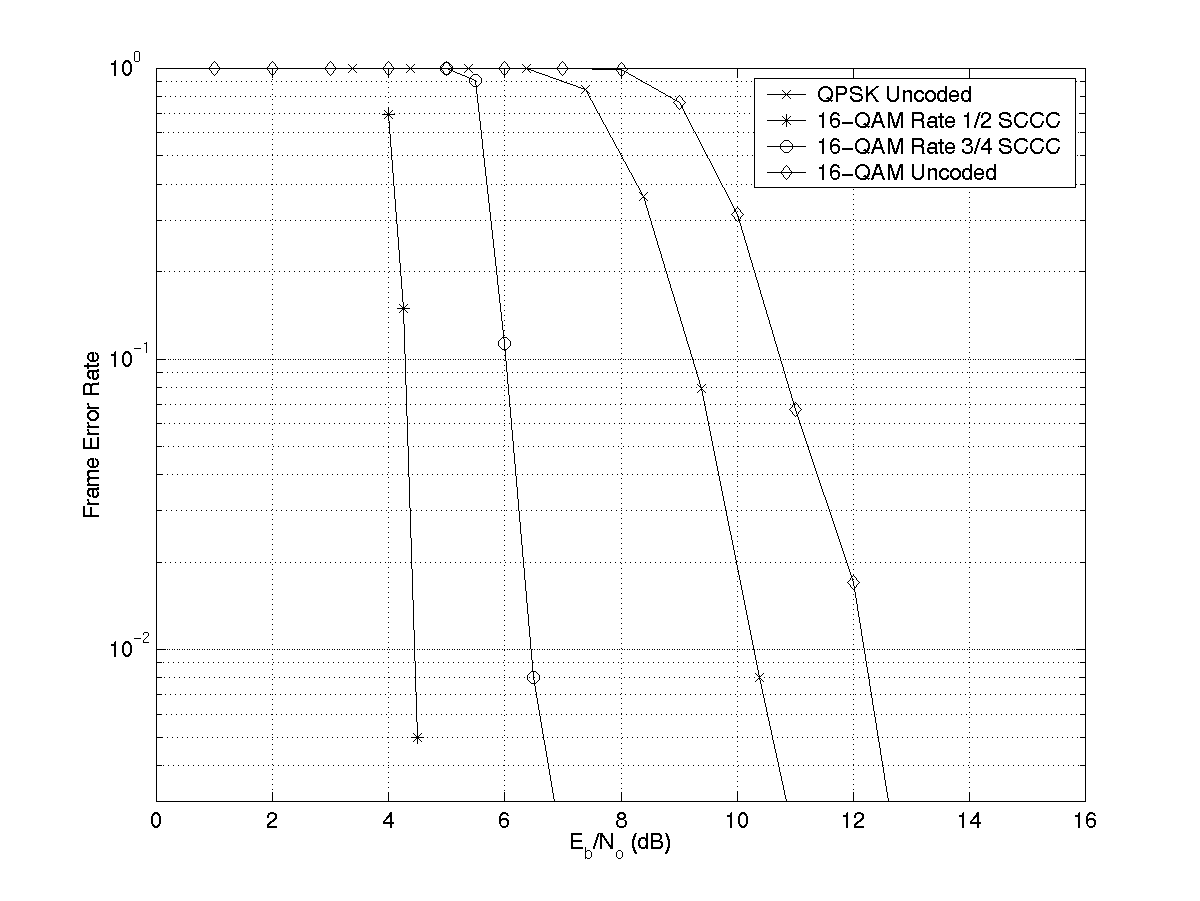 10^0
QPSK Uncoded
16-QAM Rate 1/2 SCCC
16-QAM Rate 3/4 SCCC
16-QAM Uncoded
10^-1
Frame Error Rate
10^-2
0 2 4 6 8 10 12 14 16
E_b/N_o (dB)